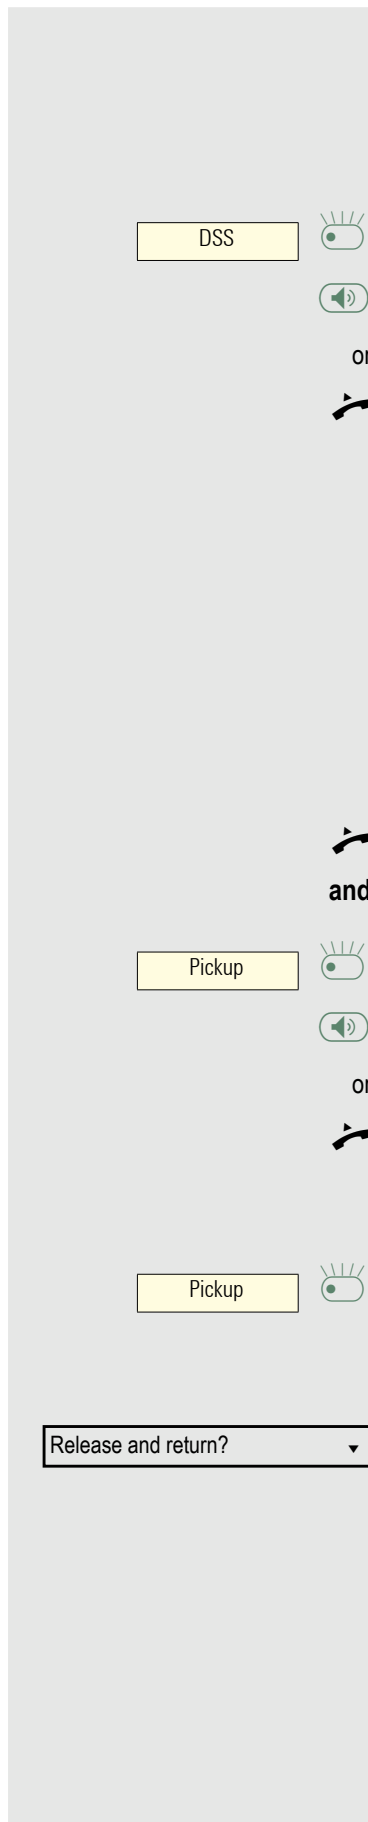 DSS
or
and
Pickup
or
Pickup
Release and return?